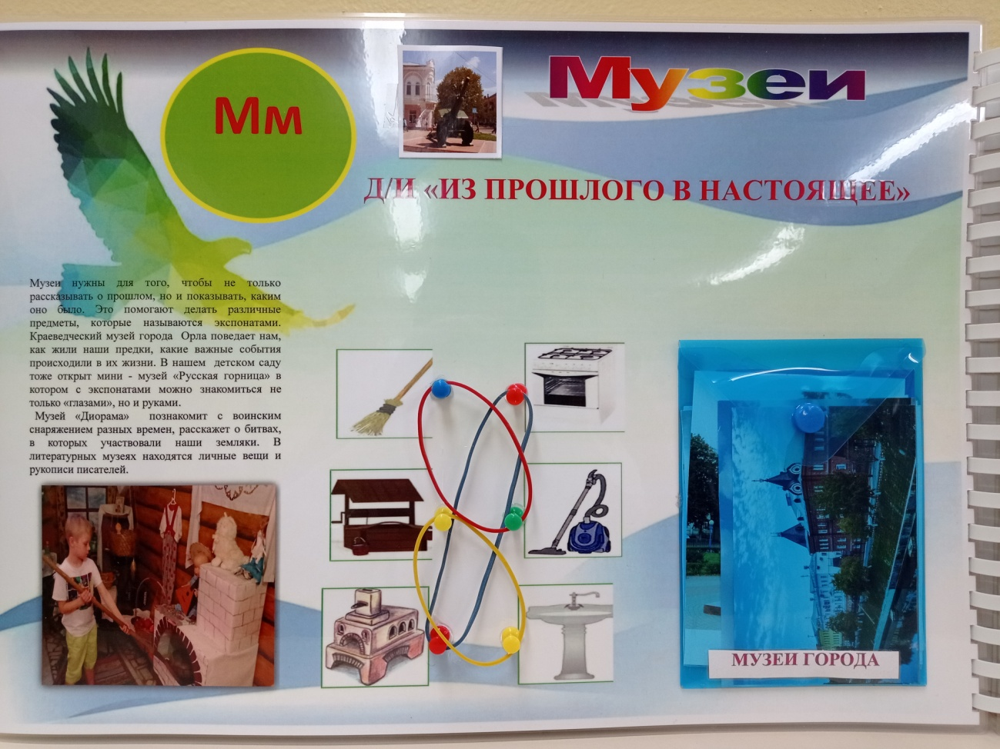 Мм
Музеи
Д/И «ИЗ ПРОШЛОГО В НАСТОЯЩЕЕ»
Музеи нужны для того, чтобы не только
рассказывать о прошлом, но и показывать, каким
оно было. Это помогают делать различные
предметы, которые называются экспонатами.
Краеведческий музей города Орла поведает нам,
как жили наши предки, какие важные события
происходили в их жизни. В нашем детском саду
тоже открыт мини - музей «Русская горница» в
котором с экспонатами можно знакомиться не
только «глазами», но и руками.
Музей «Диорама» познакомит с воинским
снаряжением разных времен, расскажет о битвах,
в которых участвовали наши земляки. В
литературных музеях находятся личные вещи и
рукописи писателей.
МУЗЕИ ГОРОДА